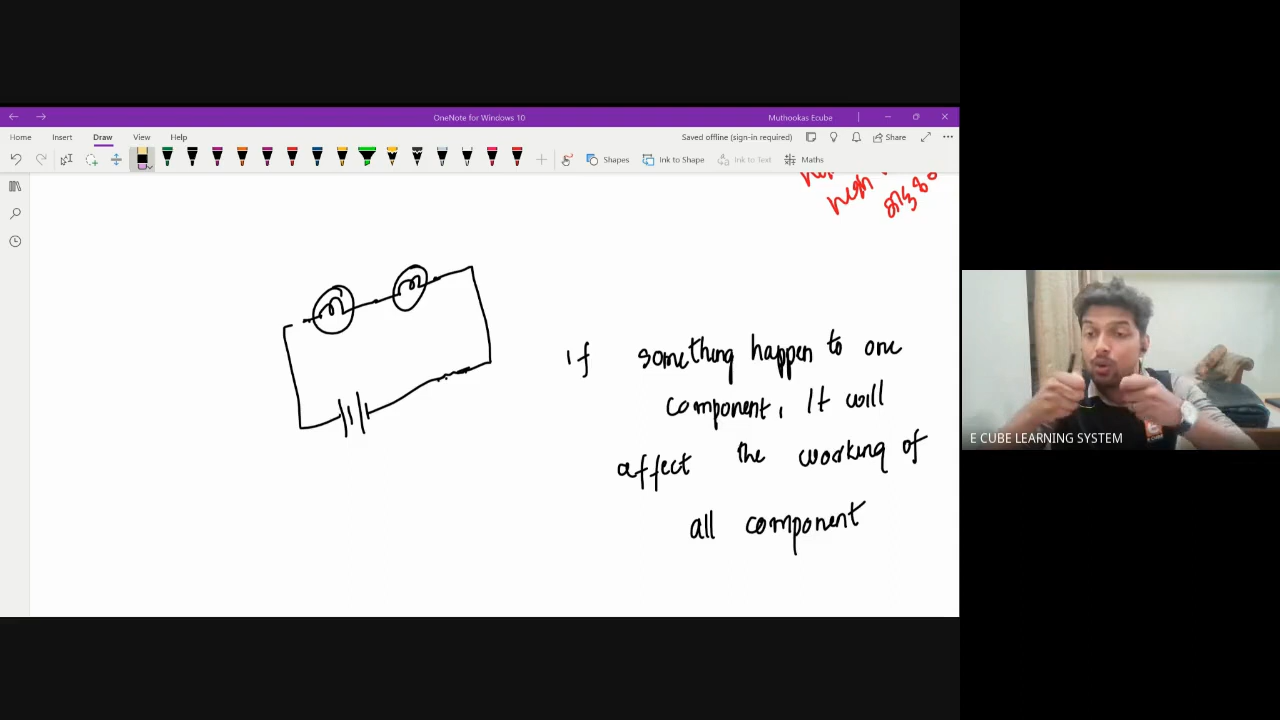 OneNote for Windows 10
Muthookas Ecube
Home Insert Draw View Help
Saved offline (sign-in required)
Share
Shapes
Ink to Shape
Ink to Text
Maths
If something happen to one
component, It will
affect the working of
all component
E CUBE LEARNING SYSTEM